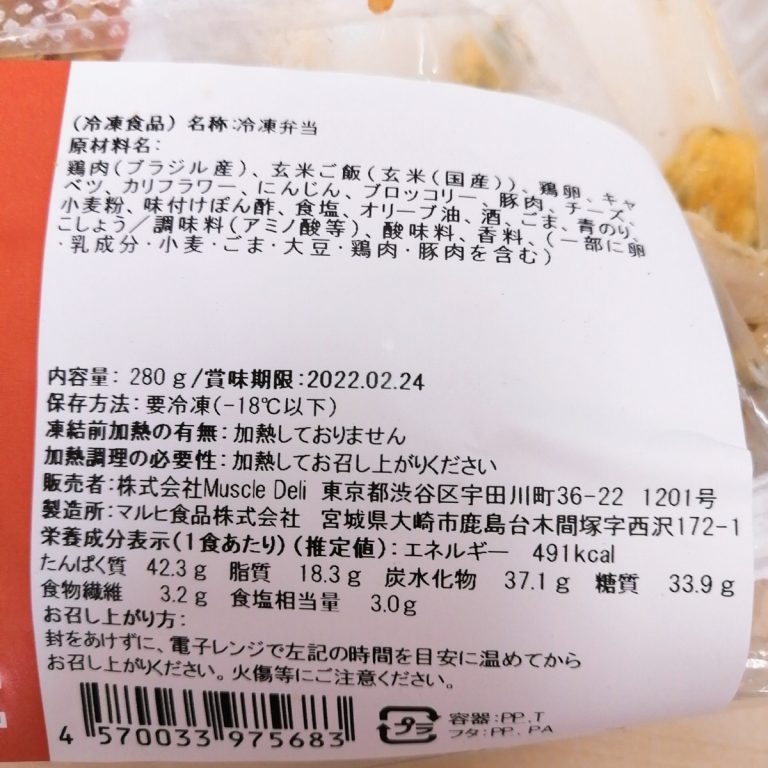 (冷凍食品) 名称:冷凍弁当
原材料名:
鶏肉(ブラジル産)、玄米ご飯(玄米(国産))、鶏卵、キャ
ベツ、カリフラワー、にんじん、ブロッコリー、豚肉、チーズ、
小麦粉、味付けぽん酢、食塩、オリーブ油、酒、ごま、青のり、
こしょう/調味料(アミノ酸等)、酸味料、香料、(一部に卵
・乳成分・小麦・ごま・大豆・鶏肉・豚肉を含む)
内容量: 280g/賞味期限:2022.02.24
保存方法:要冷凍(-18℃以下)
凍結前加熱の有無:加熱しておりません
加熱調理の必要性:加熱してお召し上がりください
販売者:株式会社Muscle Deli 東京都渋谷区宇田川町36-22 1201号
製造所:マルヒ食品株式会社 宮城県大崎市鹿島台木間塚字西沢172-1
栄養成分表示(1食あたり)(推定値):エネルギー 491kcal
たんぱく質 42.3g 脂質 18.3g 炭水化物 37.1g 糖質 33.9g
食物繊維 3.2g 食塩相当量 3.0g
お召し上がり方:
封をあけずに、電子レンジで左記の時間を目安に温めてから
お召し上がりください。火傷等にご注意ください。
4 570033 975683
プラ 容器:PP、T
フタ:PP、PA